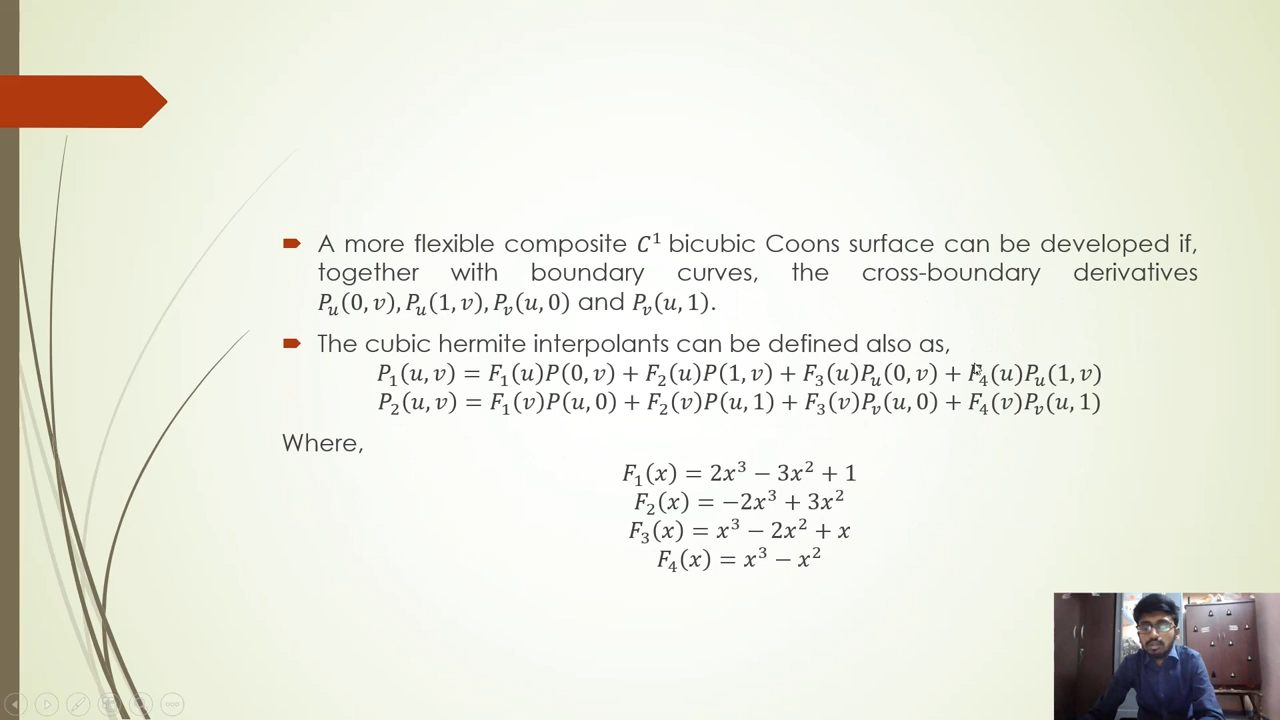 A more flexible composite C¹ bicubic Coons surface can be developed if,
together with boundary curves, the cross-boundary derivatives
Pᵤ(0, v), Pᵤ(1, v), Pᵥ(u, 0) and Pᵥ(u, 1).
The cubic hermite interpolants can be defined also as,
P₁(u, v) = F₁(u)P(0, v) + F₂(u)P(1, v) + F₃(u)Pᵤ(0, v) + F₄(u)Pᵤ(1, v)
P₂(u, v) = F₁(v)P(u, 0) + F₂(v)P(u, 1) + F₃(v)Pᵥ(u, 0) + F₄(v)Pᵥ(u, 1)
Where,
F₁(x) = 2x³ − 3x² + 1
F₂(x) = −2x³ + 3x²
F₃(x) = x³ − 2x² + x
F₄(x) = x³ − x²